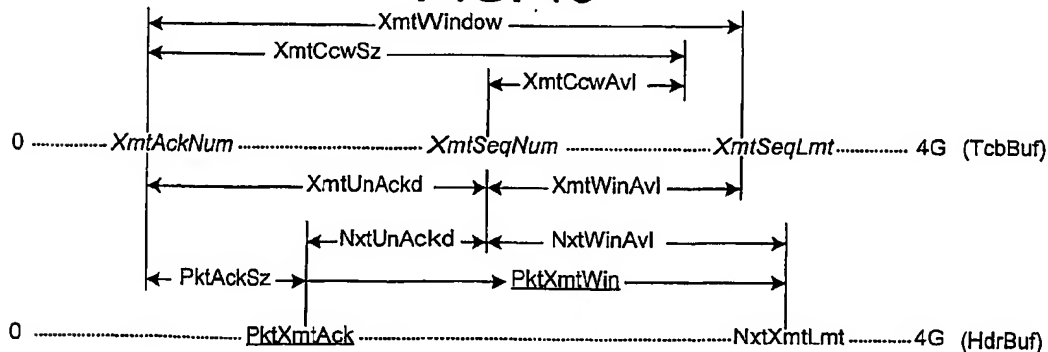 XmtWindow
XmtCcwSz
XmtCcwAvl
0 XmtAckNum XmtSeqNum XmtSeqLmt 4G (TcbBuf)
XmtUnAckd XmtWinAvl
NxtUnAckd NxtWinAvl
PktAckSz PktXmtWin
0 PktXmtAck NxtXmtLmt 4G (HdrBuf)